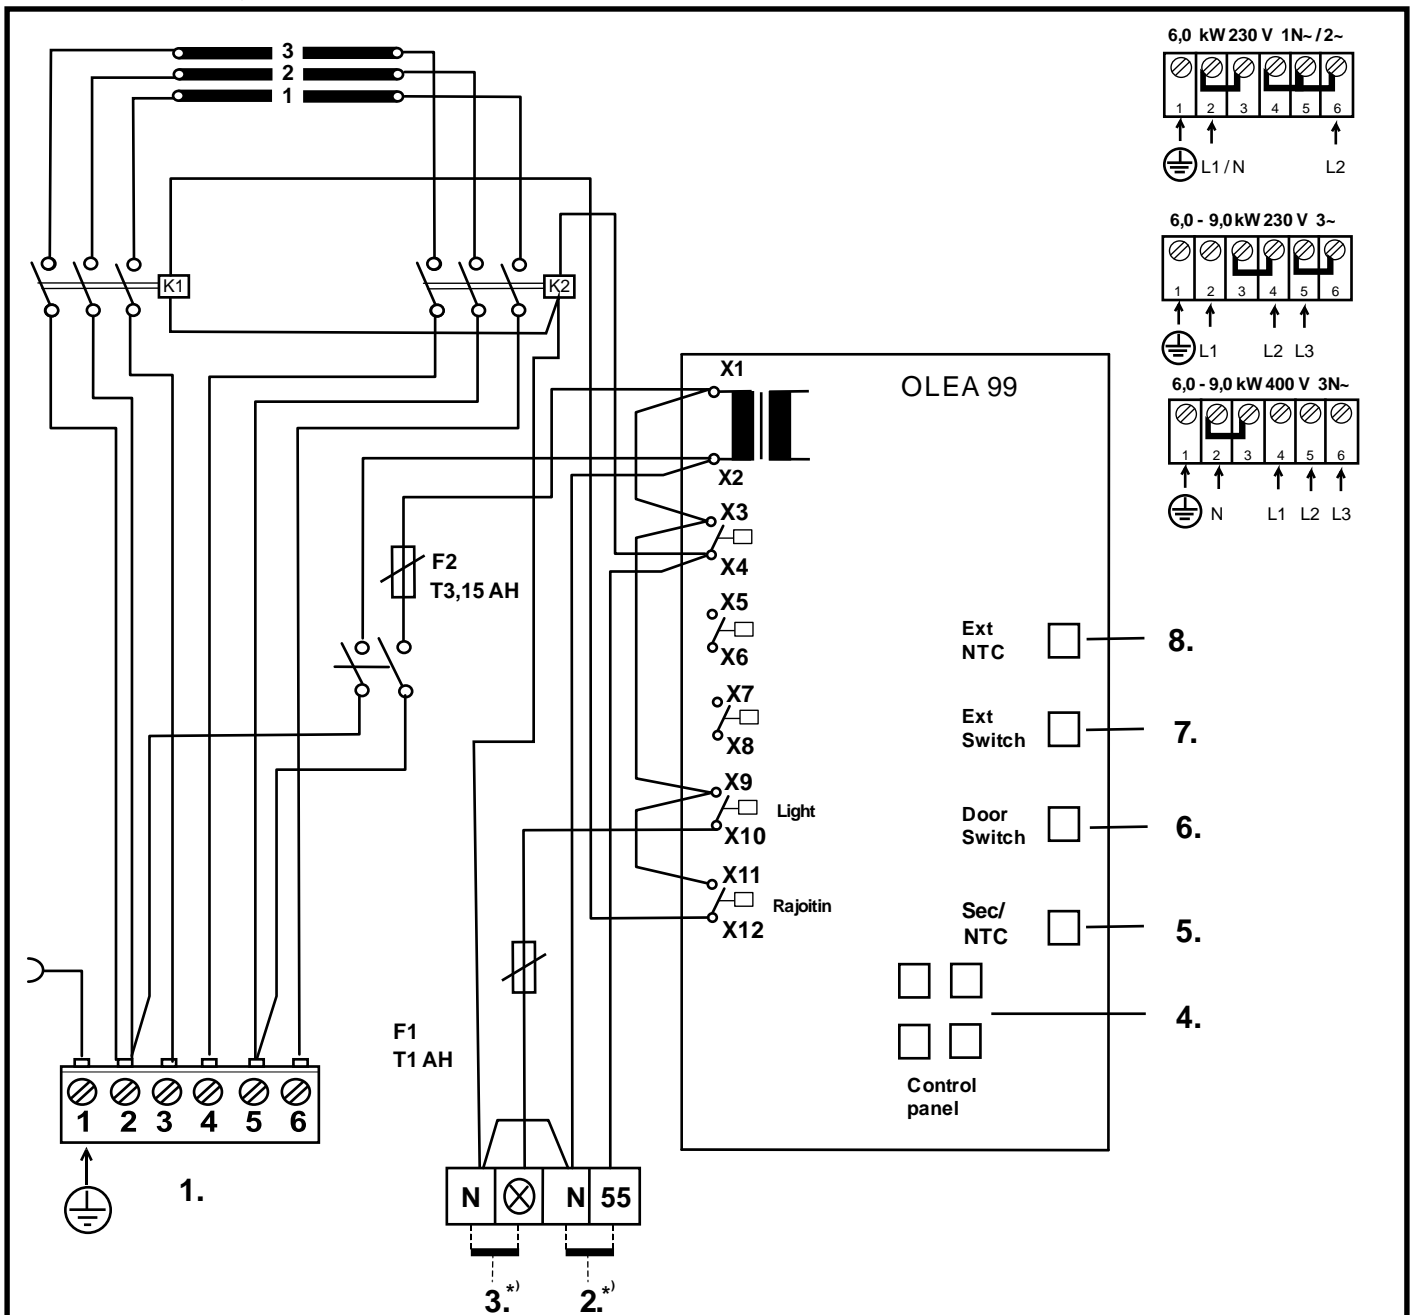 3
2
1
K1
K2
6,0 kW 230 V 1N~ / 2~
1 2 3 4 5 6
L1 / N L2
6,0 - 9,0 kW 230 V 3~
1 2 3 4 5 6
L1 L2 L3
6,0 - 9,0 kW 400 V 3N~
1 2 3 4 5 6
N L1 L2 L3
OLEA 99
X1
X2
X3
X4
X5
X6
X7
X8
X9
Light
X10
X11
Rajoitin
X12
F2
T3,15 AH
Ext
NTC
8.
Ext
Switch
7.
Door
Switch
6.
Sec/
NTC
5.
4.
Control
panel
F1
T1 AH
1 2 3 4 5 6
1.
N N 55
3.*) 2.*)